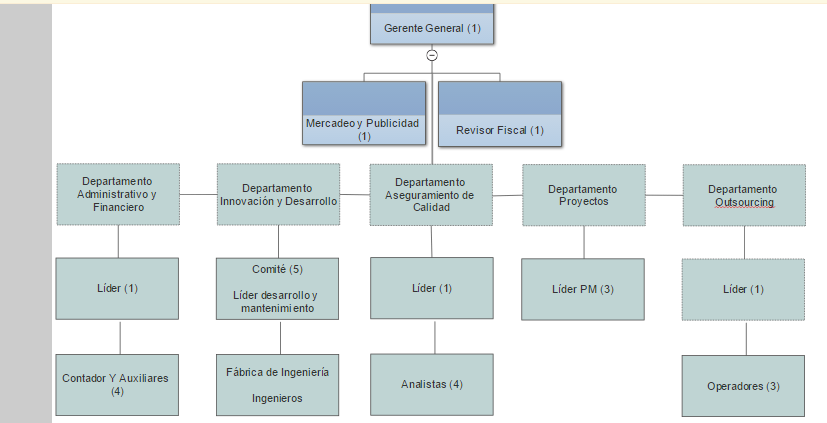 Gerente General (1)
Mercadeo y Publicidad
(1)
Revisor Fiscal (1)
Departamento
Administrativo y
Financiero
Departamento
Innovación y Desarrollo
Departamento
Aseguramiento de
Calidad
Departamento
Proyectos
Departamento
Outsourcing
Líder (1)
Comité (5)
Líder desarrollo y
mantenimiento
Líder (1)
Líder PM (3)
Líder (1)
Contador Y Auxiliares
(4)
Fábrica de Ingeniería
Ingenieros
Analistas (4)
Operadores (3)